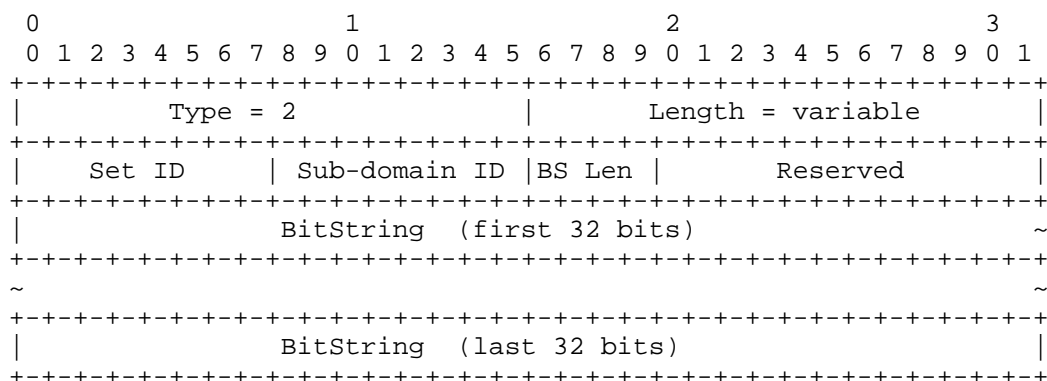 0                   1                   2                   3
 0 1 2 3 4 5 6 7 8 9 0 1 2 3 4 5 6 7 8 9 0 1 2 3 4 5 6 7 8 9 0 1
+-+-+-+-+-+-+-+-+-+-+-+-+-+-+-+-+-+-+-+-+-+-+-+-+-+-+-+-+-+-+-+-+
|         Type = 2              |       Length = variable       |
+-+-+-+-+-+-+-+-+-+-+-+-+-+-+-+-+-+-+-+-+-+-+-+-+-+-+-+-+-+-+-+-+
|    Set ID     | Sub-domain ID |BS Len |       Reserved        |
+-+-+-+-+-+-+-+-+-+-+-+-+-+-+-+-+-+-+-+-+-+-+-+-+-+-+-+-+-+-+-+-+
|                BitString  (first 32 bits)                     ~
+-+-+-+-+-+-+-+-+-+-+-+-+-+-+-+-+-+-+-+-+-+-+-+-+-+-+-+-+-+-+-+-+
~                                                               ~
+-+-+-+-+-+-+-+-+-+-+-+-+-+-+-+-+-+-+-+-+-+-+-+-+-+-+-+-+-+-+-+-+
|                BitString  (last 32 bits)                      |
+-+-+-+-+-+-+-+-+-+-+-+-+-+-+-+-+-+-+-+-+-+-+-+-+-+-+-+-+-+-+-+-+